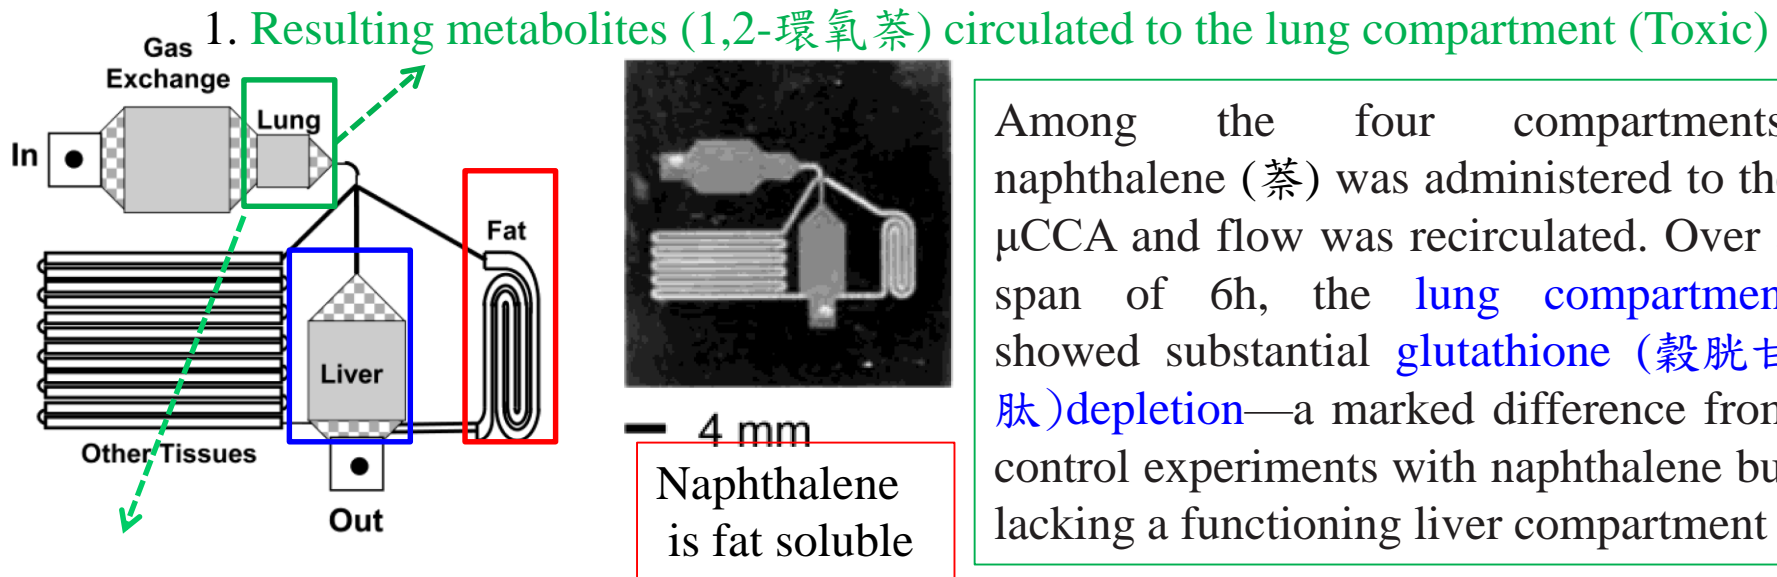 1. Resulting metabolites (1,2-環氧萘) circulated to the lung compartment (Toxic)
Gas
Exchange
Lung
In
Fat
Liver
Other Tissues
Out
4 mm
Naphthalene
is fat soluble
Among the four compartments
naphthalene (萘) was administered to the
μCCA and flow was recirculated. Over
span of 6h, the lung compartmen
showed substantial glutathione (穀胱甘
肽)depletion—a marked difference from
control experiments with naphthalene bu
lacking a functioning liver compartment